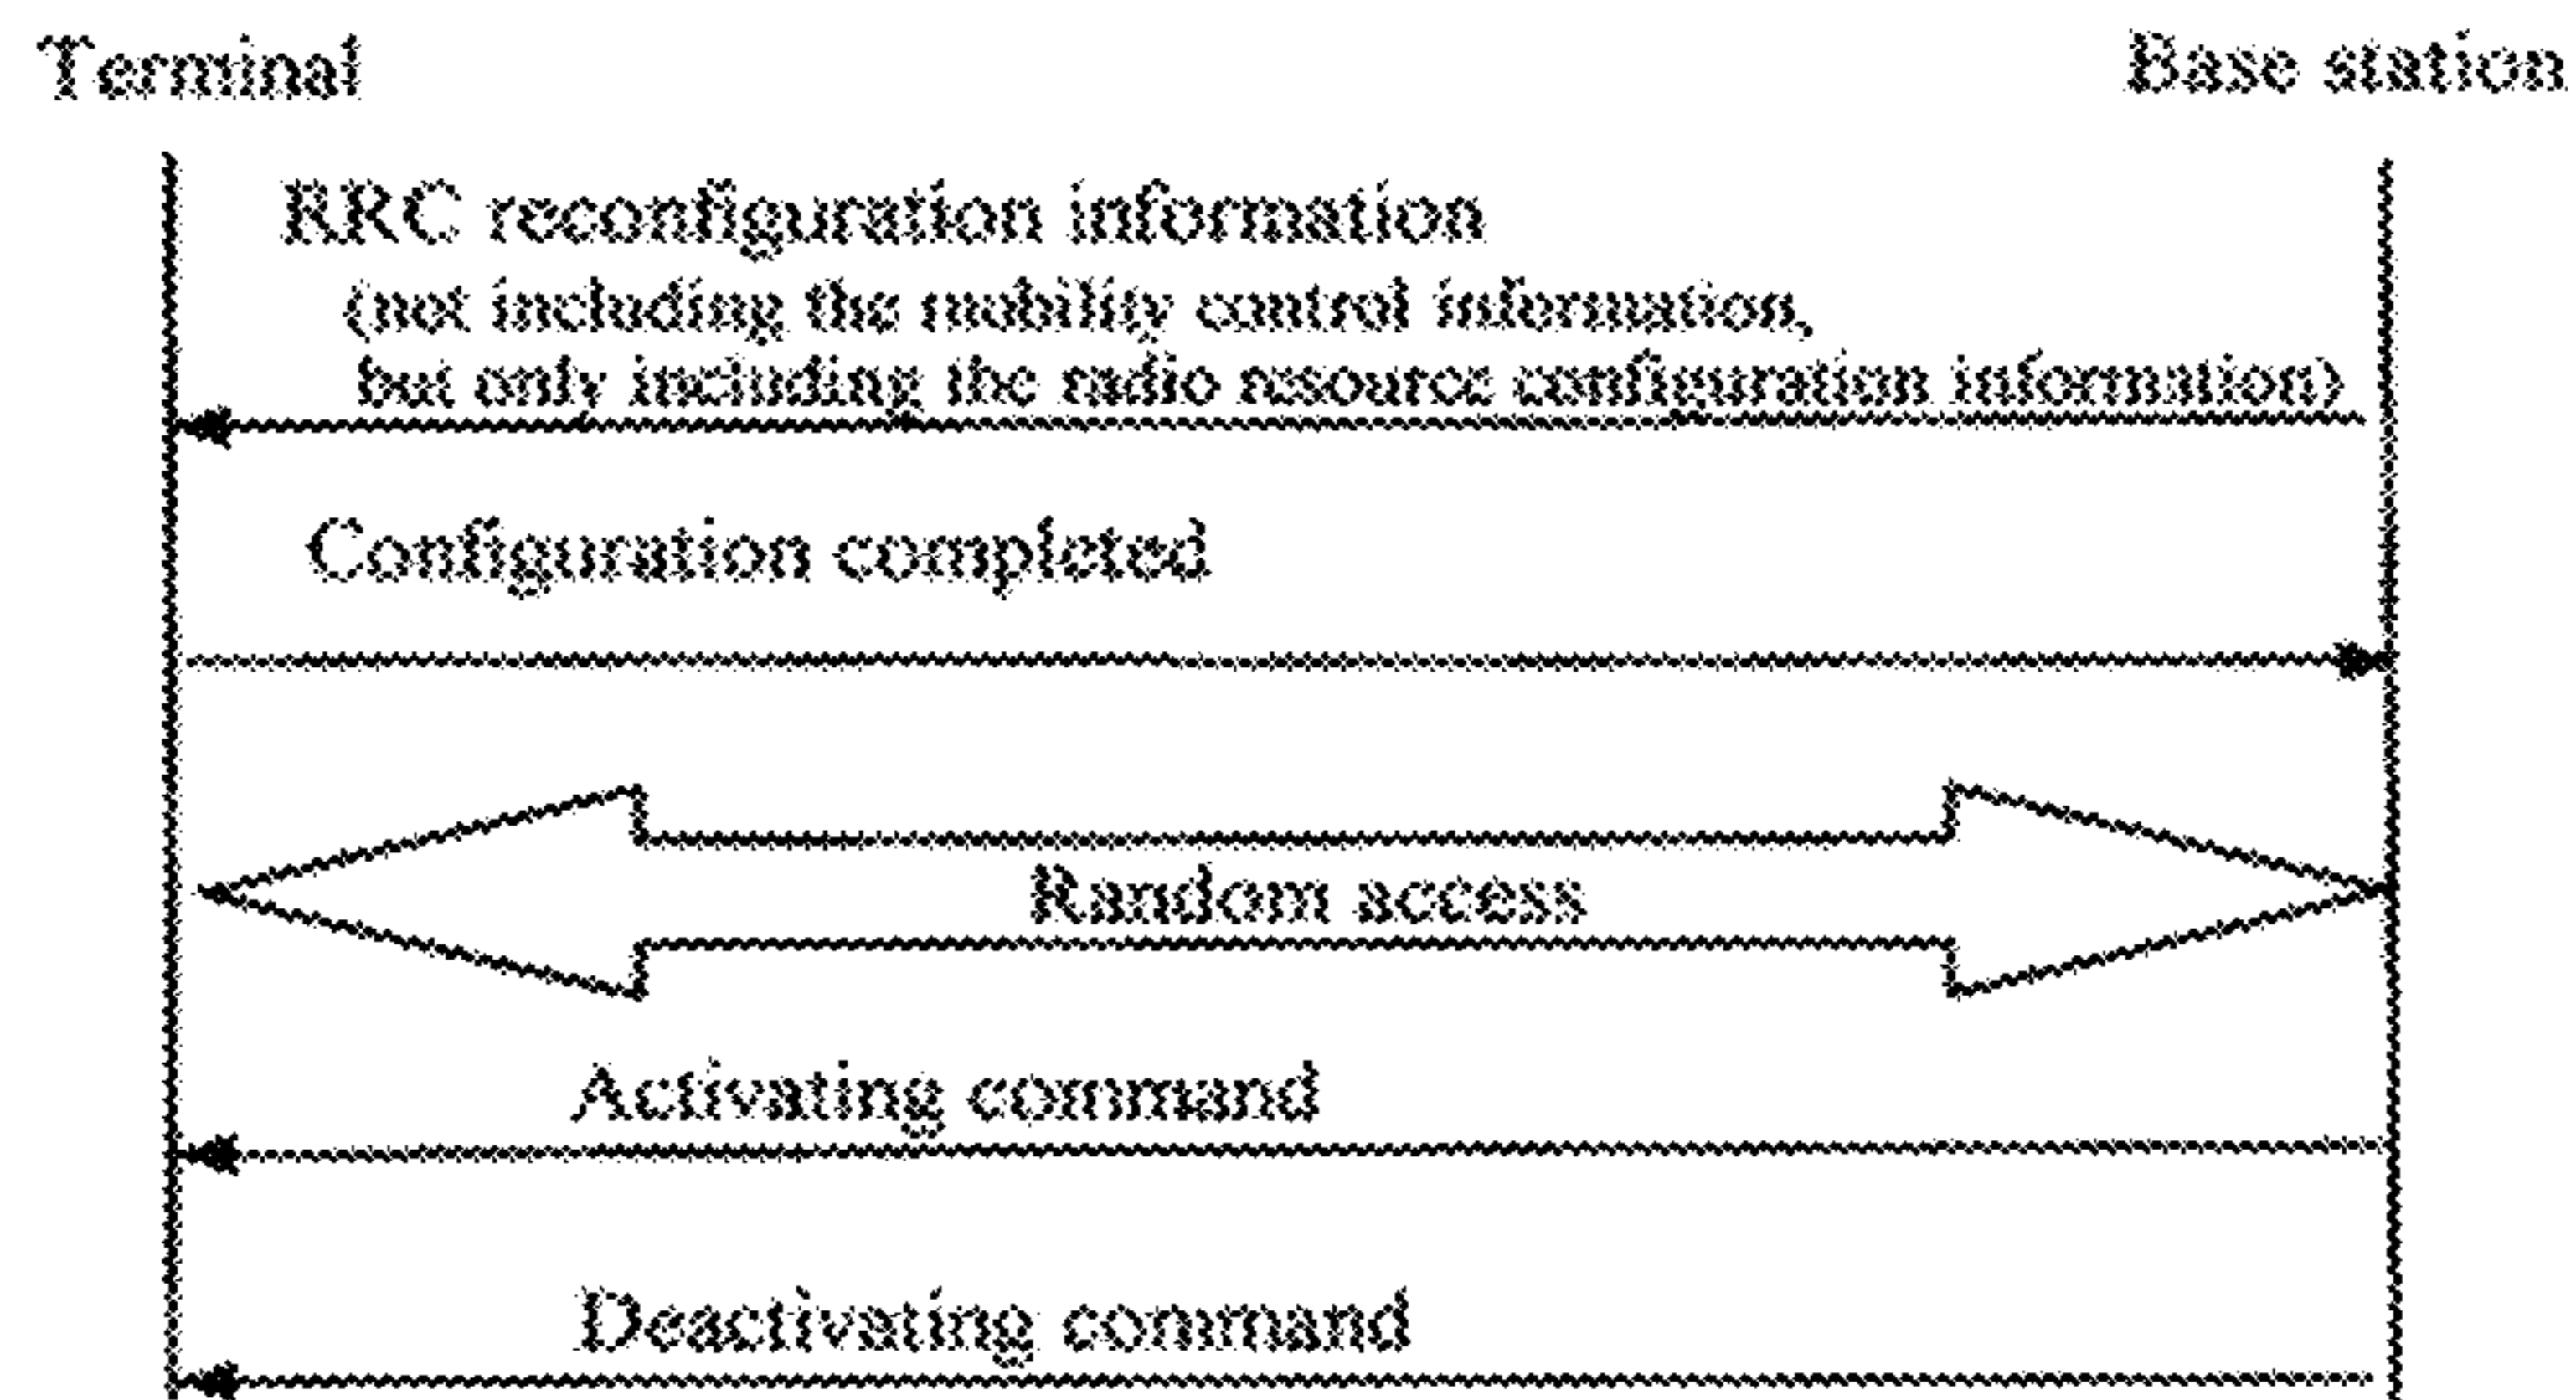 Terminal
Base station
RRC reconfiguration information
(not including the mobility control information,
but only including the radio resource configuration information)
Configuration completed
Random access
Activating command
Deactivating command